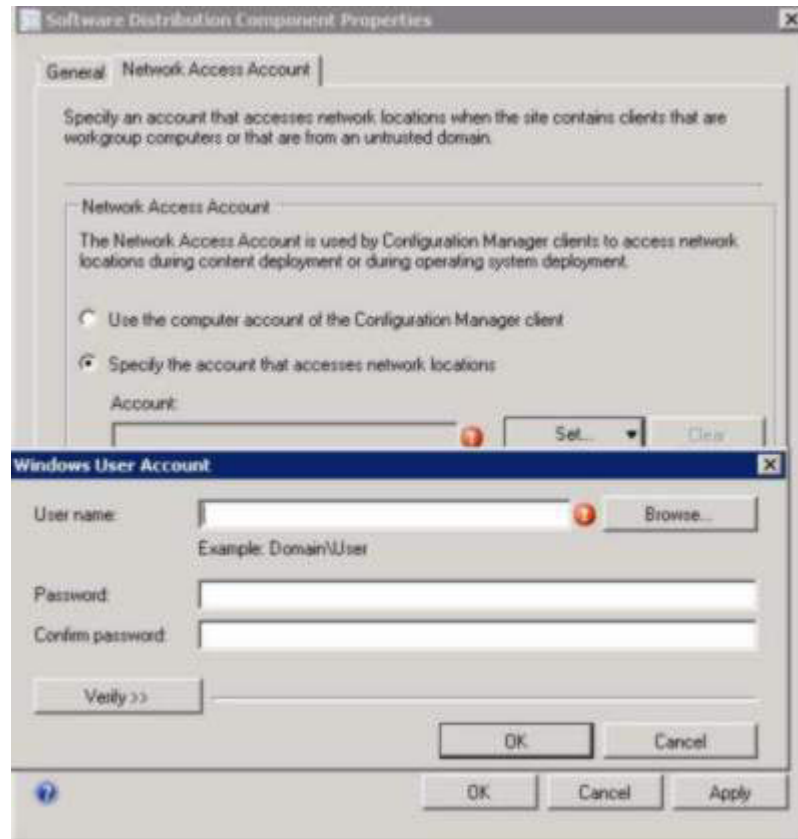 Software Distribution Component Properties
General Network Access Account
Specify an account that accesses network locations when the site contains clients that are
workgroup computers or that are from an untrusted domain.
Network Access Account
The Network Access Account is used by Configuration Manager clients to access network
locations during content deployment or during operating system deployment.
Use the computer account of the Configuration Manager client
Specify the account that accesses network locations
Account:
Set... Clear
Windows User Account
User name: Browse...
Example: Domain\User
Password:
Confirm password:
Verify >>
OK Cancel
OK Cancel Apply